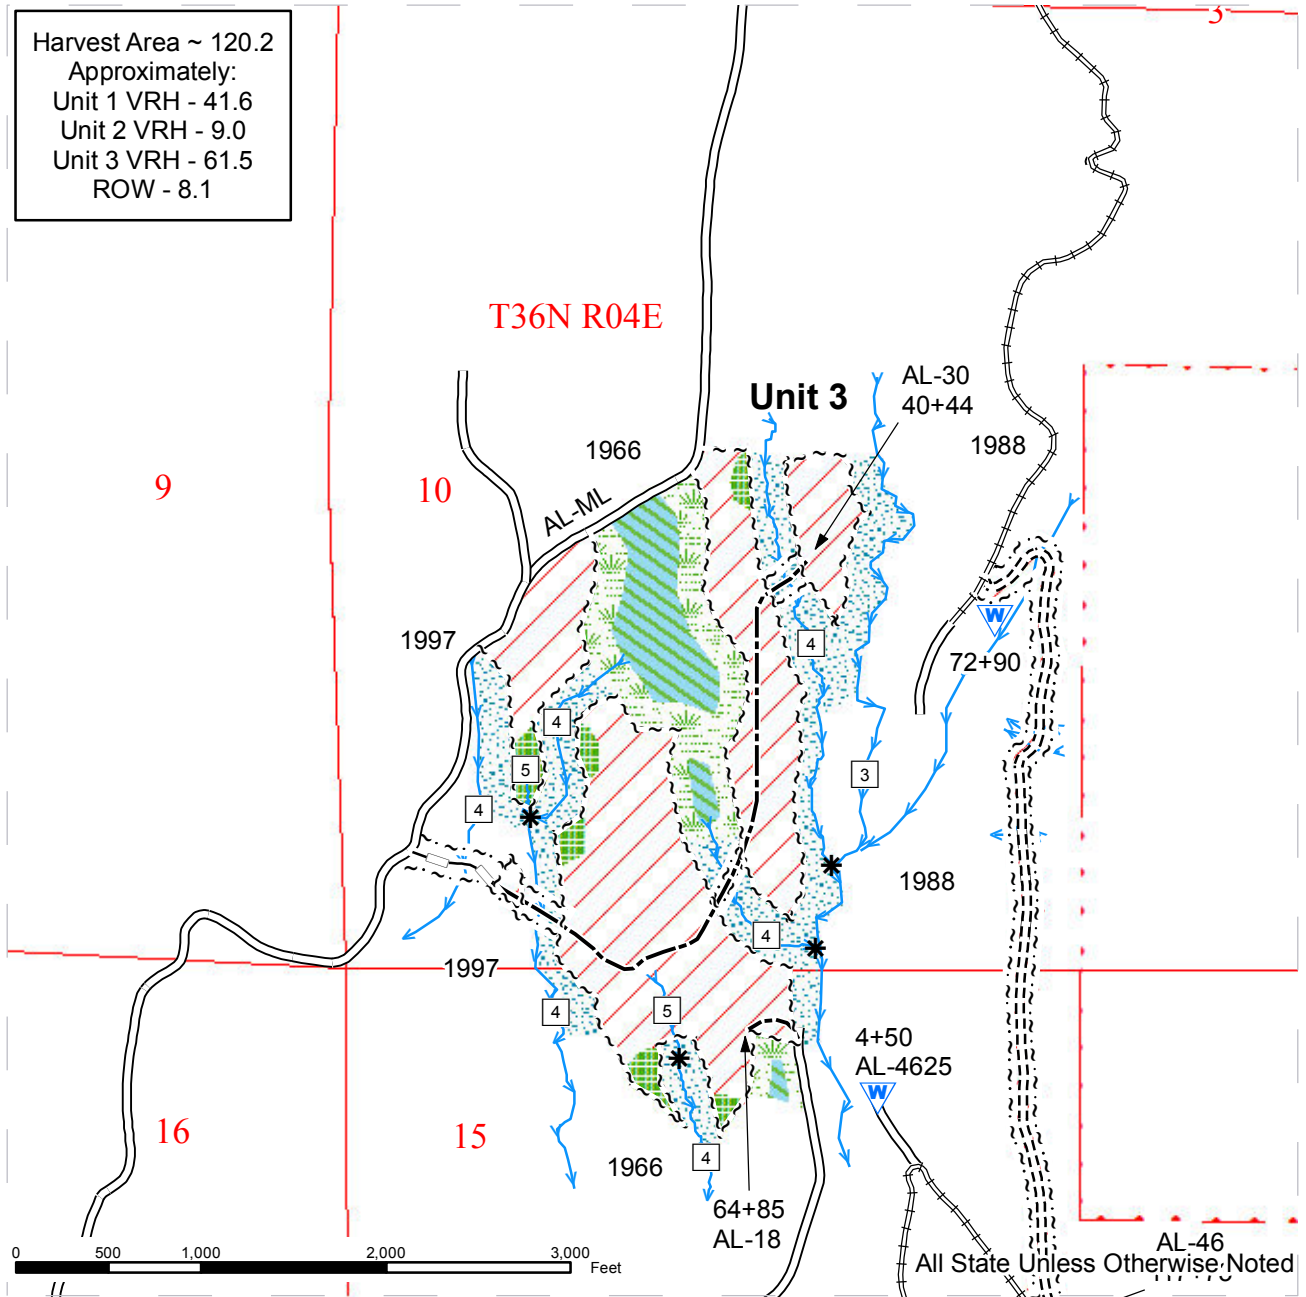 Harvest Area ~ 120.2
Approximately:
Unit 1 VRH - 41.6
Unit 2 VRH - 9.0
Unit 3 VRH - 61.5
ROW - 8.1
3
T36N R04E
Unit 3
AL-30
40+44
1966
1988
9
10
AL-ML
1997
4
W
72+90
4
5
3
4
1988
4
1997
4
5
4+50
AL-4625
W
16
15
1966
4
64+85
AL-18
0
500
1,000
2,000
3,000
Feet
AL-46
All State Unless Otherwise Noted